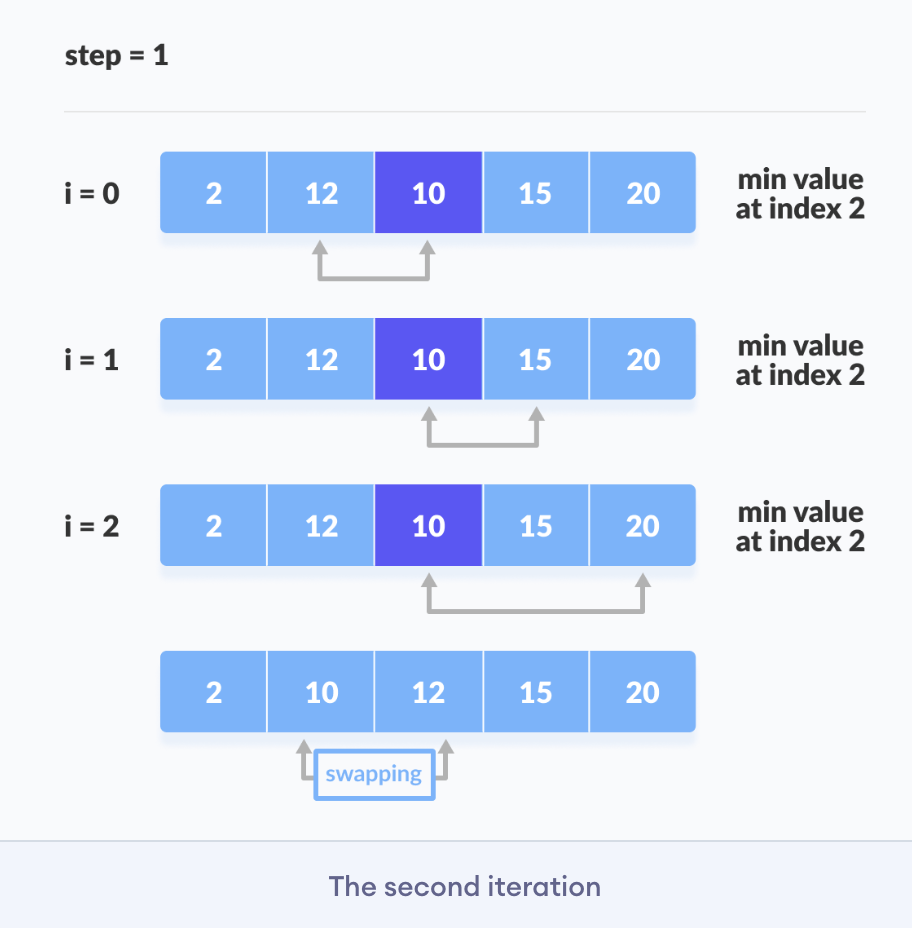 step = 1
i = 0
2 12 10 15 20
min value
at index 2
i = 1
2 12 10 15 20
min value
at index 2
i = 2
2 12 10 15 20
min value
at index 2
2 10 12 15 20
swapping
The second iteration